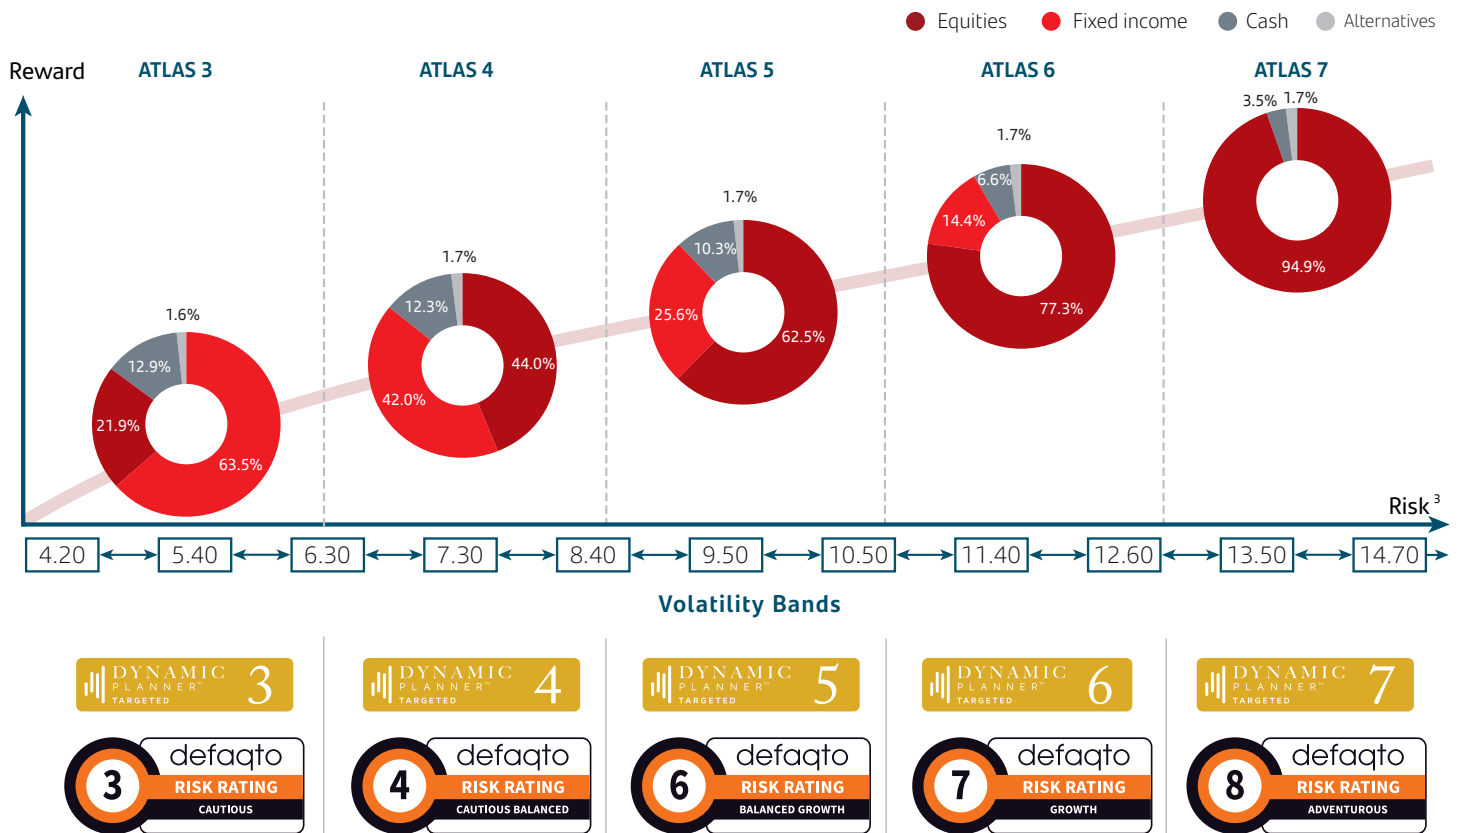 Equities Fixed income Cash Alternatives
Reward
ATLAS 3 ATLAS 4 ATLAS 5 ATLAS 6 ATLAS 7
1.6%
12.9%
21.9%
63.5%
1.7%
12.3%
44.0%
42.0%
1.7%
10.3%
25.6%
62.5%
1.7%
6.6%
14.4%
77.3%
3.5% 1.7%
94.9%
Risk 3
4.20 5.40 6.30 7.30 8.40 9.50 10.50 11.40 12.60 13.50 14.70
Volatility Bands
DYNAMIC
PLANNER™
TARGETED
3
DYNAMIC
PLANNER™
TARGETED
4
DYNAMIC
PLANNER™
TARGETED
5
DYNAMIC
PLANNER™
TARGETED
6
DYNAMIC
PLANNER™
TARGETED
7
3
defaqto
RISK RATING
CAUTIOUS
4
defaqto
RISK RATING
CAUTIOUS BALANCED
6
defaqto
RISK RATING
BALANCED GROWTH
7
defaqto
RISK RATING
GROWTH
8
defaqto
RISK RATING
ADVENTUROUS